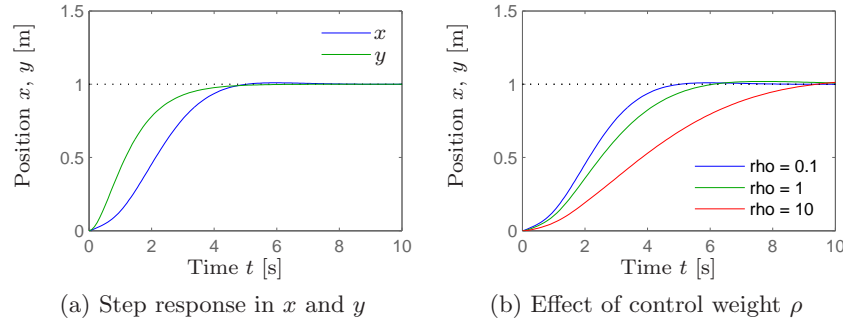 1.5
1
0.5
0
0
2
4
6
8
10
Position x, y [m]
Time t [s]
x
y
(a) Step response in x and y
1.5
1
0.5
0
0
2
4
6
8
10
Position x, y [m]
Time t [s]
rho = 0.1
rho = 1
rho = 10
(b) Effect of control weight ρ